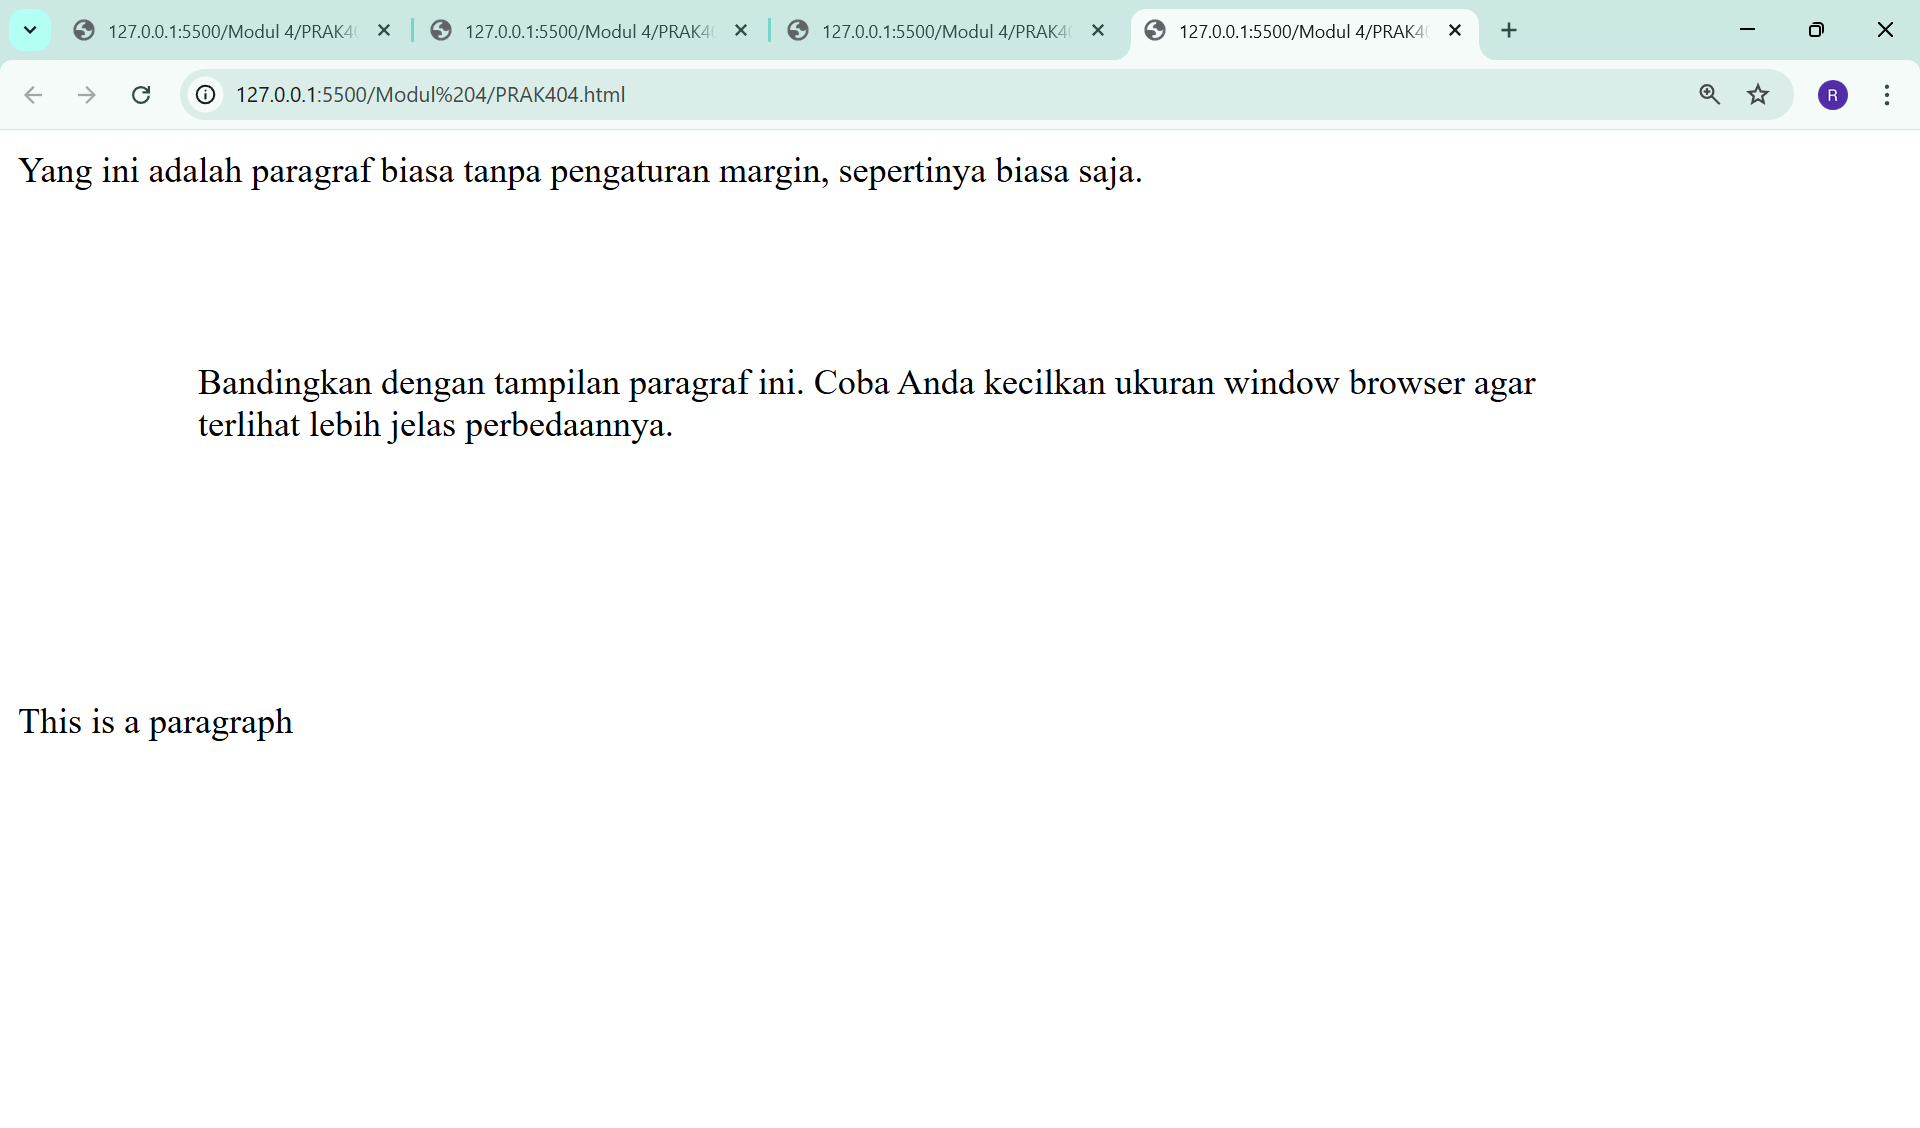 127.0.0.1:5500/Modul 4/PRAK4
127.0.0.1:5500/Modul 4/PRAK4
127.0.0.1:5500/Modul 4/PRAK4
127.0.0.1:5500/Modul 4/PRAK4
127.0.0.1:5500/Modul%204/PRAK404.html
R
Yang ini adalah paragraf biasa tanpa pengaturan margin, sepertinya biasa saja.
Bandingkan dengan tampilan paragraf ini. Coba Anda kecilkan ukuran window browser agar
terlihat lebih jelas perbedaannya.
This is a paragraph